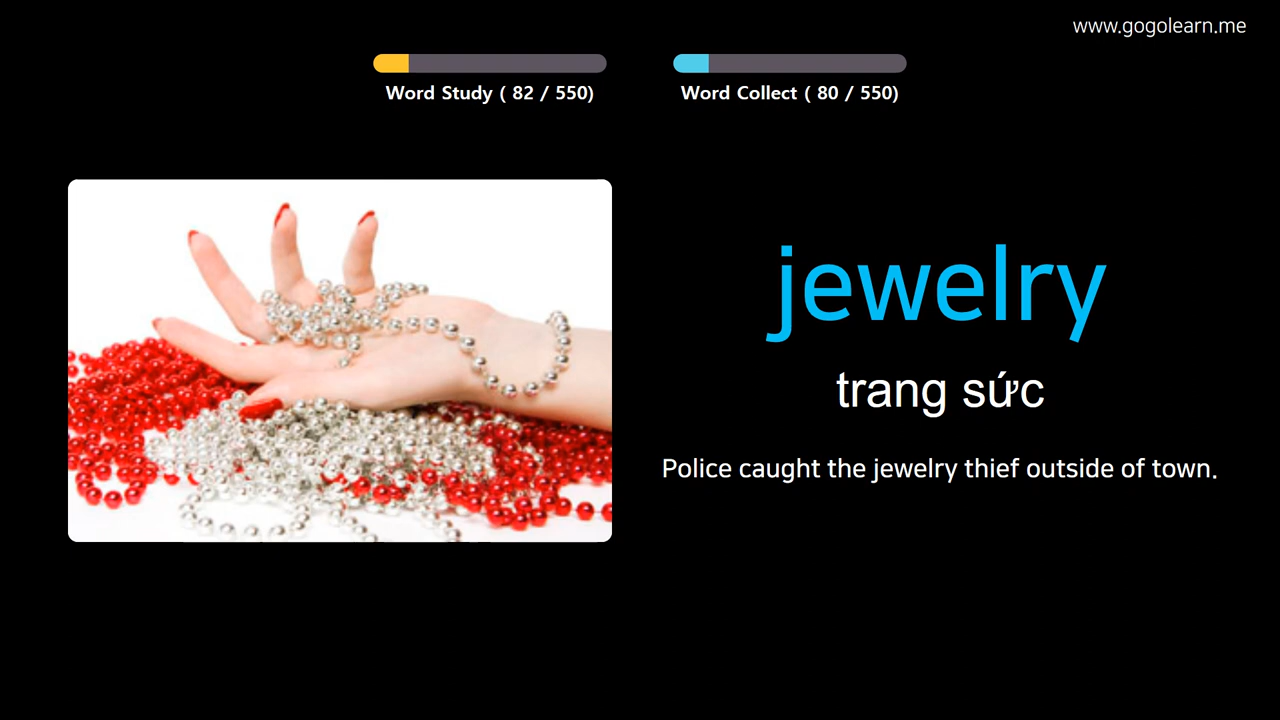 www.gogolearn.me
Word Study ( 82 / 550)
Word Collect ( 80 / 550)
jewelry
trang sức
Police caught the jewelry thief outside of town.